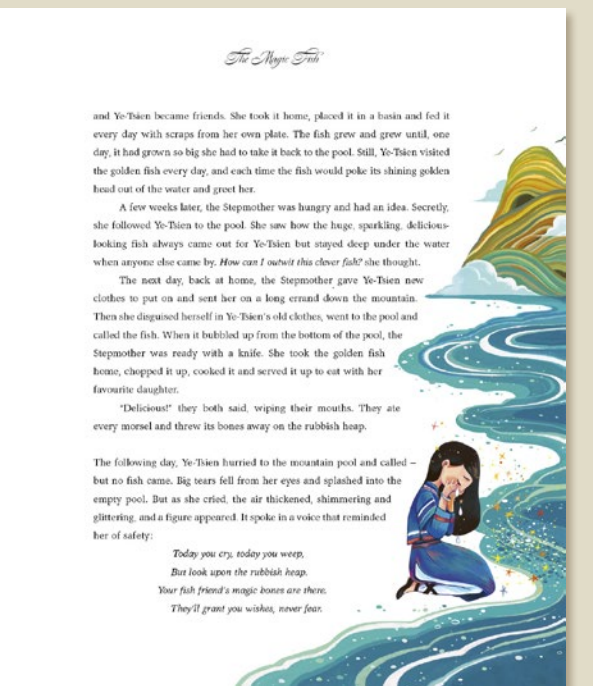 The Magic Fish
and Ye-Tsien became friends. She took it home, placed it in a basin and fed it
every day with scraps from her own plate. The fish grew and grew until, one
day, it had grown so big she had to take it back to the pool. Still, Ye-Tsien visited
the golden fish every day, and each time the fish would poke its shining golden
head out of the water and greet her.
A few weeks later, the Stepmother was hungry and had an idea. Secretly,
she followed Ye-Tsien to the pool. She saw how the huge, sparkling, delicious-
looking fish always came out for Ye-Tsien but stayed deep under the water
when anyone else came by. How can I outwit this clever fish? she thought.
The next day, back at home, the Stepmother gave Ye-Tsien new
clothes to put on and sent her on a long errand down the mountain.
Then she disguised herself in Ye-Tsien's old clothes, went to the pool and
called the fish. When it bubbled up from the bottom of the pool, the
Stepmother was ready with a knife. She took the golden fish
home, chopped it up, cooked it and served it up to eat with her
favourite daughter.
"Delicious!" they both said, wiping their mouths. They ate
every morsel and threw its bones away on the rubbish heap.
The following day, Ye-Tsien hurried to the mountain pool and called –
but no fish came. Big tears fell from her eyes and splashed into the
empty pool. But as she cried, the air thickened, shimmering and
glittering, and a figure appeared. It spoke in a voice that reminded
her of safety:
Today you cry, today you weep,
But look upon the rubbish heap.
Your fish friend's magic bones are there.
They'll grant you wishes, never fear.